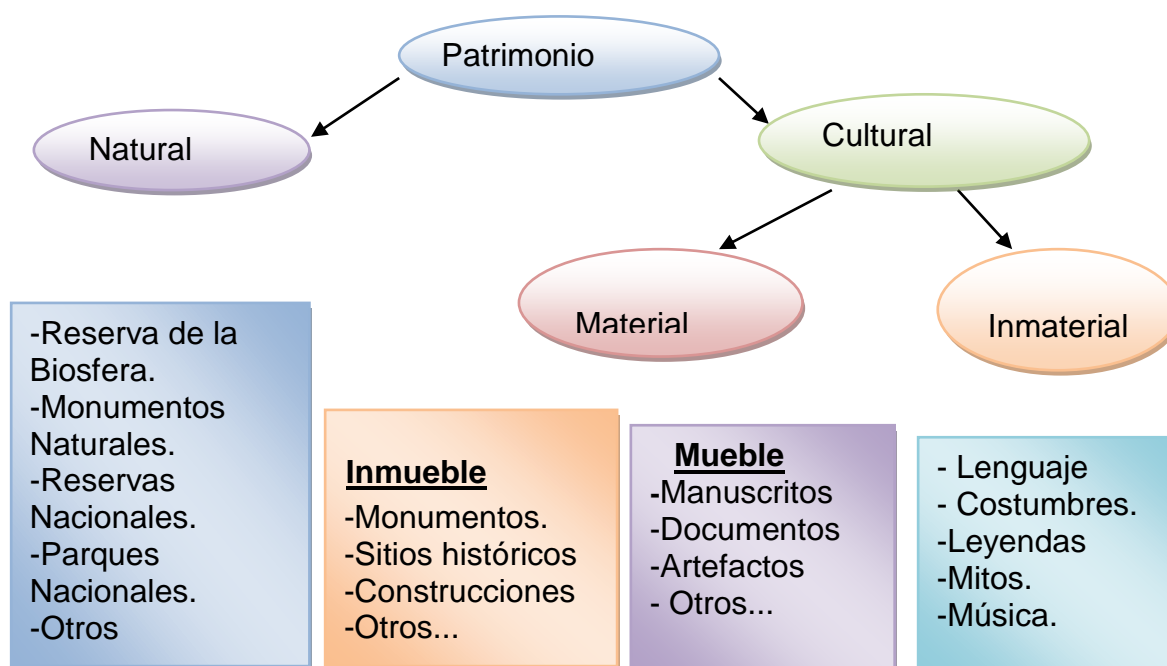 Patrimonio
Natural
Cultural
Material
Inmaterial
-Reserva de la
Biosfera.
-Monumentos
Naturales.
-Reservas
Nacionales.
-Parques
Nacionales.
-Otros
Inmueble
-Monumentos.
-Sitios históricos
-Construcciones
-Otros...
Mueble
-Manuscritos
-Documentos
-Artefactos
- Otros...
- Lenguaje
- Costumbres.
-Leyendas
-Mitos.
-Música.